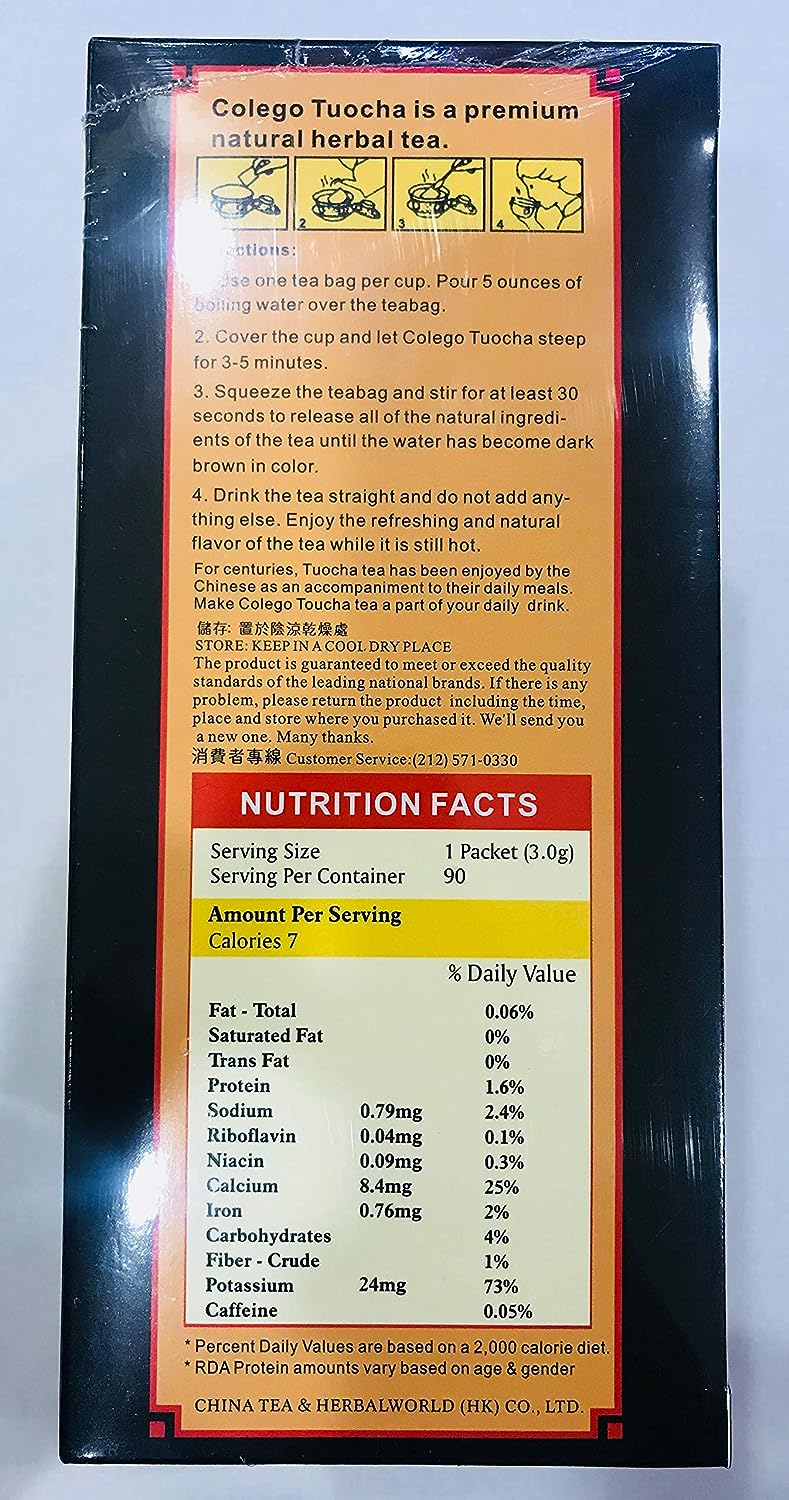 Colego Tuocha is a premium
natural herbal tea.
2
3
4
one tea bag per cup. Pour 5 ounces of
boiling water over the teabag.
2. Cover the cup and let Colego Tuocha steep
for 3-5 minutes.
3. Squeeze the teabag and stir for at least 30
seconds to release all of the natural ingredi-
ents of the tea until the water has become dark
brown in color.
4. Drink the tea straight and do not add any-
thing else. Enjoy the refreshing and natural
flavor of the tea while it is still hot.
For centuries, Tuocha tea has been enjoyed by the
Chinese as an accompaniment to their daily meals.
Make Colego Toucha tea a part of your daily drink.
儲存: 置於陰涼乾燥處
STORE: KEEP IN A COOL DRY PLACE
The product is guaranteed to meet or exceed the quality
standards of the leading national brands. If there is any
problem, please return the product including the time,
place and store where you purchased it. We'll send you
a new one. Many thanks.
消費者專線 Customer Service:(212) 571-0330
NUTRITION FACTS
Serving Size 1 Packet (3.0g)
Serving Per Container 90
Amount Per Serving
Calories 7
% Daily Value
Fat - Total 0.06%
Saturated Fat 0%
Trans Fat 0%
Protein 1.6%
Sodium 0.79mg 2.4%
Riboflavin 0.04mg 0.1%
Niacin 0.09mg 0.3%
Calcium 8.4mg 25%
Iron 0.76mg 2%
Carbohydrates 4%
Fiber - Crude 1%
Potassium 24mg 73%
Caffeine 0.05%
* Percent Daily Values are based on a 2,000 calorie diet.
* RDA Protein amounts vary based on age & gender
CHINA TEA & HERBALWORLD (HK) CO., LTD.